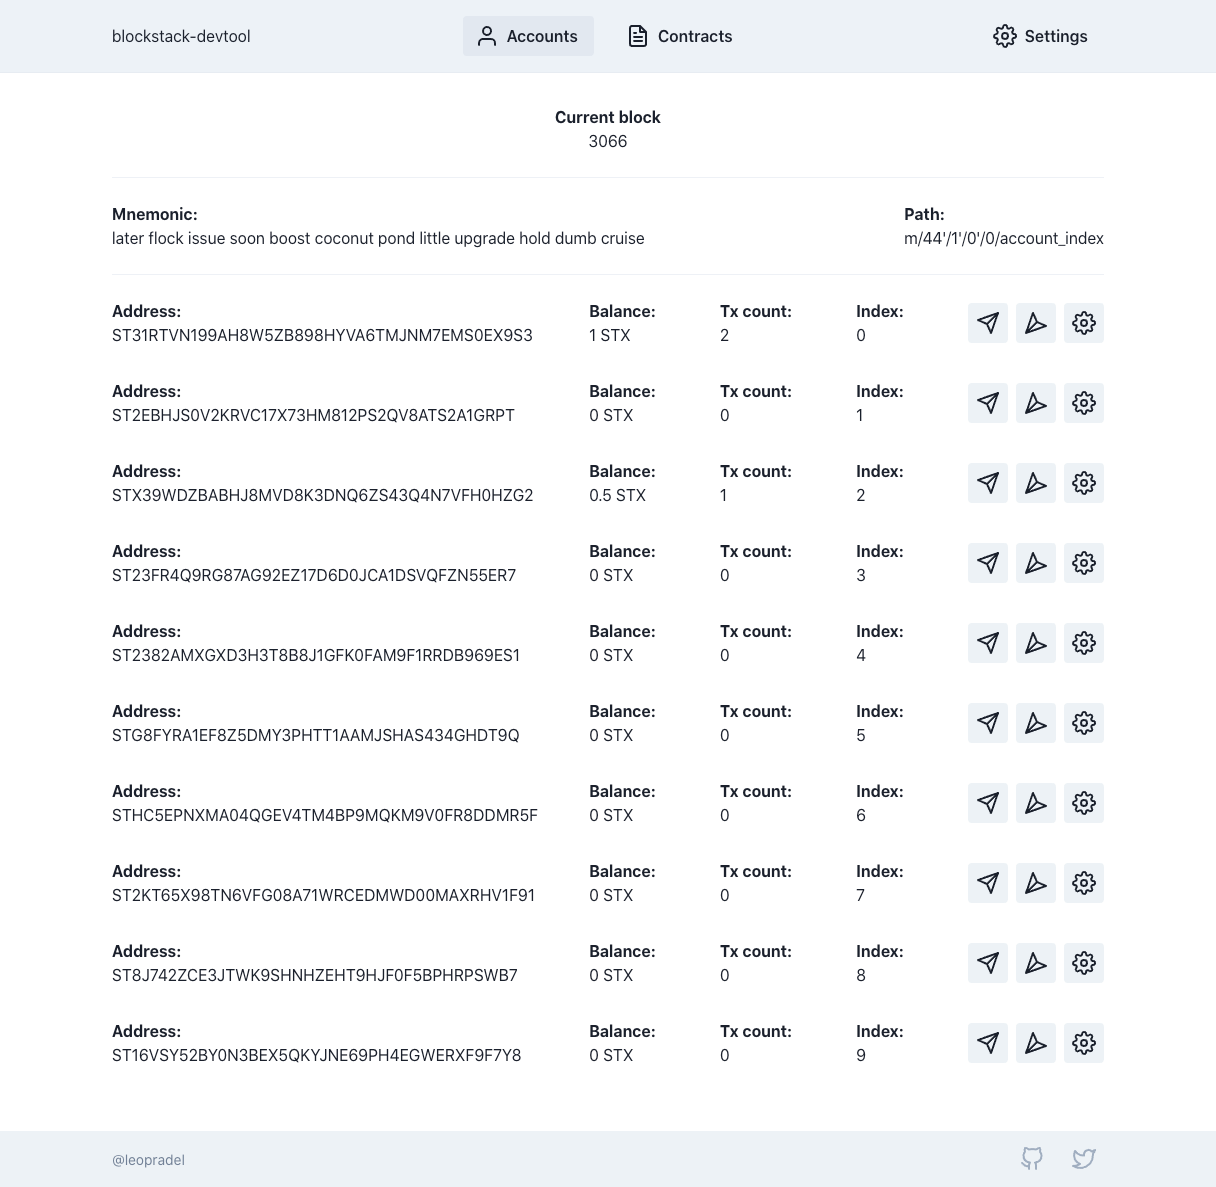 blockstack-devtool
Accounts
Contracts
Settings
Current block
3066
Mnemonic:
later flock issue soon boost coconut pond little upgrade hold dumb cruise
Path:
m/44'/1'/0'/0/account_index
Address: Balance: Tx count: Index:
ST31RTVN199AH8W5ZB898HYVA6TMJNM7EMS0EX9S3 1 STX 2 0
Address: Balance: Tx count: Index:
ST2EBHJS0V2KRVC17X73HM812PS2QV8ATS2A1GRPT 0 STX 0 1
Address: Balance: Tx count: Index:
STX39WDZBABHJ8MVD8K3DNQ6ZS43Q4N7VFH0HZG2 0.5 STX 1 2
Address: Balance: Tx count: Index:
ST23FR4Q9RG87AG92EZ17D6D0JCA1DSVQFZN55ER7 0 STX 0 3
Address: Balance: Tx count: Index:
ST2382AMXGXD3H3T8B8J1GFK0FAM9F1RRDB969ES1 0 STX 0 4
Address: Balance: Tx count: Index:
STG8FYRA1EF8Z5DMY3PHTT1AAMJSHAS434GHDT9Q 0 STX 0 5
Address: Balance: Tx count: Index:
STHC5EPNXMA04QGEV4TM4BP9MQKM9V0FR8DDMR5F 0 STX 0 6
Address: Balance: Tx count: Index:
ST2KT65X98TN6VFG08A71WRCEDMWD00MAXRHV1F91 0 STX 0 7
Address: Balance: Tx count: Index:
ST8J742ZCE3JTWK9SHNHZEHT9HJF0F5BPHRPSWB7 0 STX 0 8
Address: Balance: Tx count: Index:
ST16VSY52BY0N3BEX5QKYJNE69PH4EGWERXF9F7Y8 0 STX 0 9
@leopradel